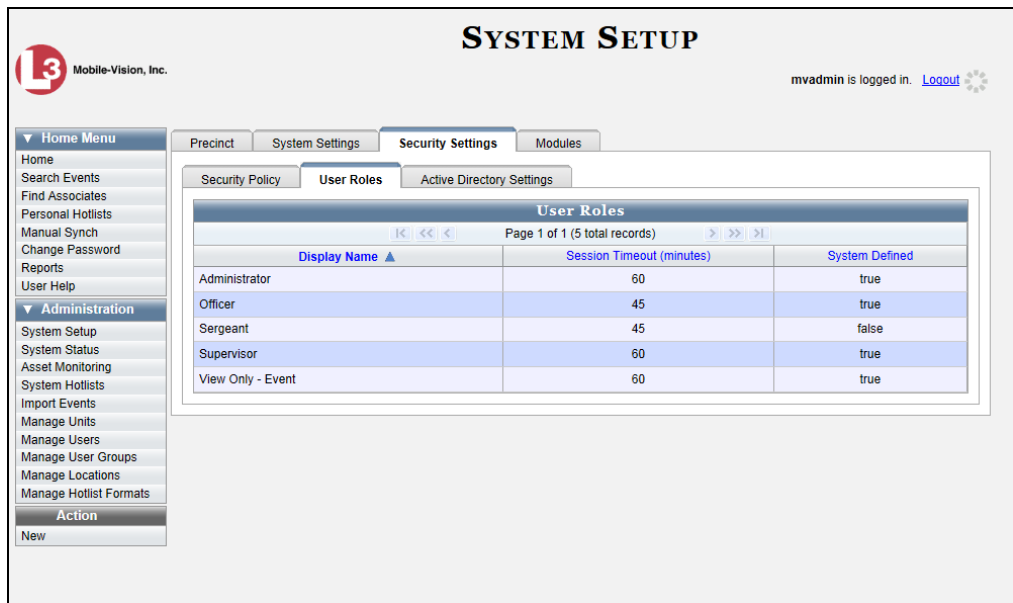 SYSTEM SETUP
L3 Mobile-Vision, Inc.
mvadmin is logged in. Logout
▼ Home Menu
Home
Search Events
Find Associates
Personal Hotlists
Manual Synch
Change Password
Reports
User Help
▼ Administration
System Setup
System Status
Asset Monitoring
System Hotlists
Import Events
Manage Units
Manage Users
Manage User Groups
Manage Locations
Manage Hotlist Formats
Action
New
Precinct System Settings Security Settings Modules
Security Policy User Roles Active Directory Settings
User Roles
Page 1 of 1 (5 total records)
Display Name ▲ Session Timeout (minutes) System Defined
Administrator 60 true
Officer 45 true
Sergeant 45 false
Supervisor 60 true
View Only - Event 60 true